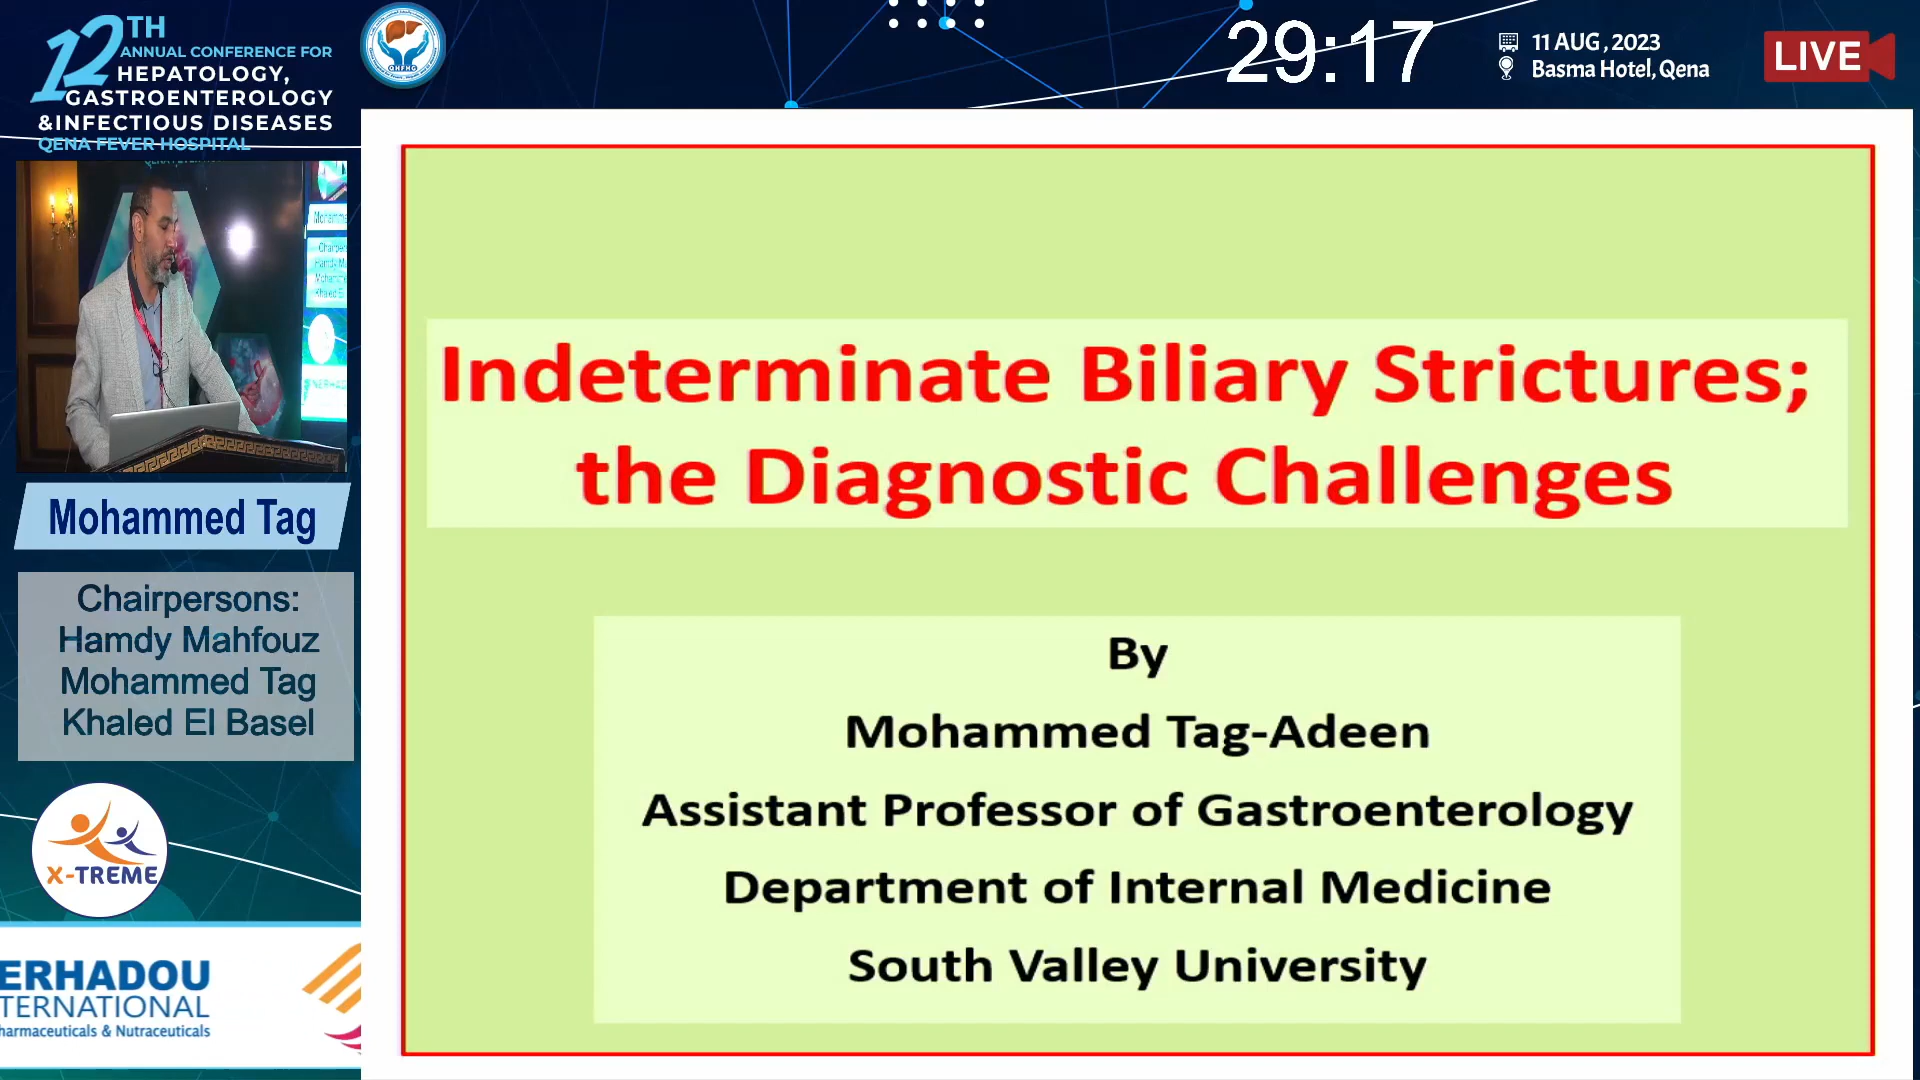 12TH
ANNUAL CONFERENCE FOR
HEPATOLOGY,
GASTROENTEROLOGY
&INFECTIOUS DISEASES
QENA FEVER HOSPITAL
QHFHG
29:17
11 AUG , 2023
Basma Hotel, Qena
LIVE
Mohammed Tag
Chairpersons:
Hamdy Mahfouz
Mohammed Tag
Khaled El Basel
X-TREME
ERHADOU
TERNATIONAL
harmaceuticals & Nutraceuticals
Indeterminate Biliary Strictures;
the Diagnostic Challenges
By
Mohammed Tag-Adeen
Assistant Professor of Gastroenterology
Department of Internal Medicine
South Valley University